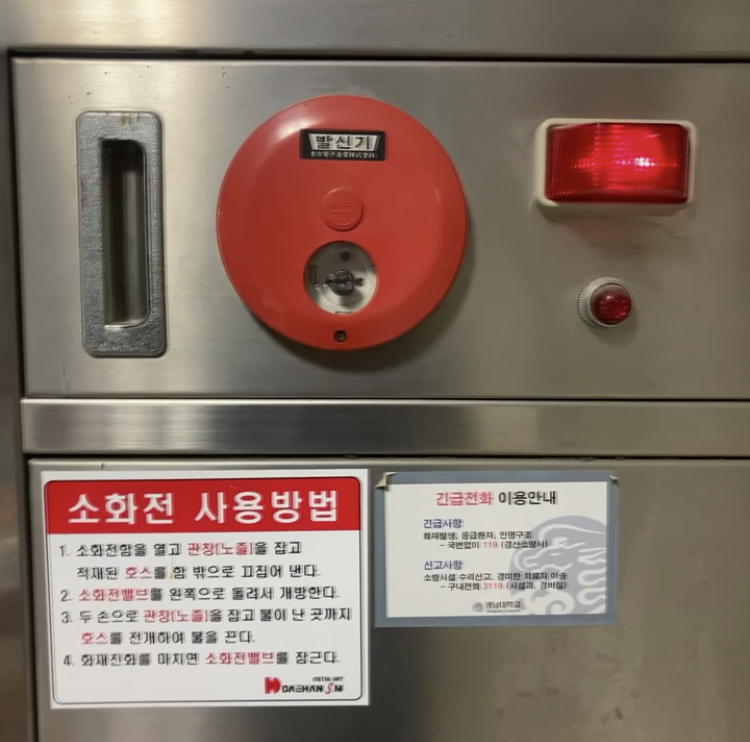 발신기
소화전 사용방법
1. 소화전함을 열고 관창(노즐)을 잡고
적재된 호스를 함 밖으로 끄집어 낸다.
2. 소화전밸브를 왼쪽으로 돌려서 개방한다.
3. 두 손으로 관창(노즐)을 잡고 불이 난 곳까지
호스를 전개하여 불을 끈다.
4. 화재진화를 마치면 소화전밸브를 잠근다.
DAEHAN SIM
긴급전화 이용안내
긴급사항
화재발생, 응급환자, 인명구조
- 국번없이 119 (경산소방서)
신고사항
소방시설 수리신고, 경미한 치료자 이송
- 구내전화 3119 (시설과, 경비실)
영남대학교